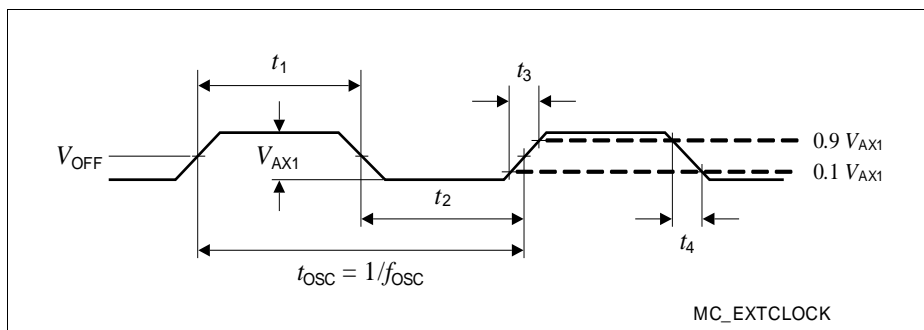 t1
t3
VOFF
VAX1
0.9 VAX1
0.1 VAX1
t2
t4
tOSC = 1/fOSC
MC_EXTCLOCK